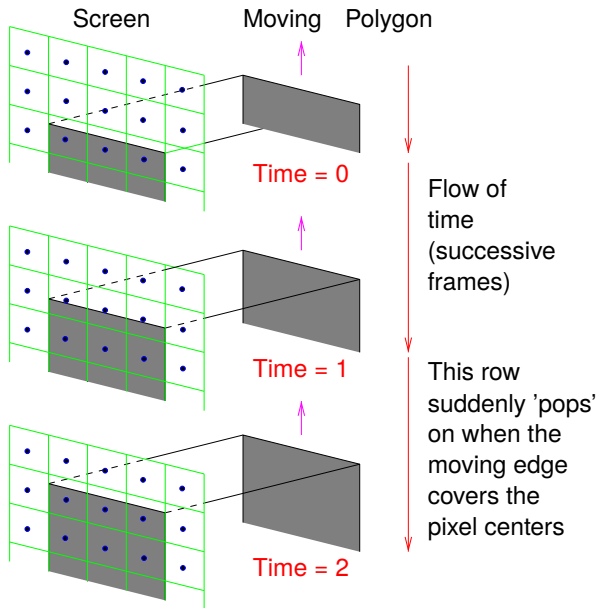 Screen Moving Polygon
Time = 0
Flow of
time
(successive
frames)
Time = 1
This row
suddenly 'pops'
on when the
moving edge
covers the
pixel centers
Time = 2